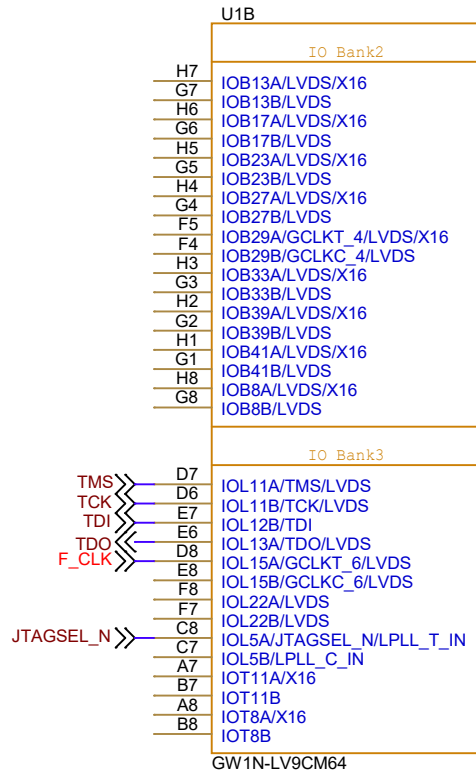 U1B
IO Bank2
H7 IOB13A/LVDS/X16
G7 IOB13B/LVDS
H6 IOB17A/LVDS/X16
G6 IOB17B/LVDS
H5 IOB23A/LVDS/X16
G5 IOB23B/LVDS
H4 IOB27A/LVDS/X16
G4 IOB27B/LVDS
F5 IOB29A/GCLKT_4/LVDS/X16
F4 IOB29B/GCLKC_4/LVDS
H3 IOB33A/LVDS/X16
G3 IOB33B/LVDS
H2 IOB39A/LVDS/X16
G2 IOB39B/LVDS
H1 IOB41A/LVDS/X16
G1 IOB41B/LVDS
H8 IOB8A/LVDS/X16
G8 IOB8B/LVDS
IO Bank3
TMS D7 IOL11A/TMS/LVDS
TCK D6 IOL11B/TCK/LVDS
TDI E7 IOL12B/TDI
TDO E6 IOL13A/TDO/LVDS
F_CLK D8 IOL15A/GCLKT_6/LVDS
E8 IOL15B/GCLKC_6/LVDS
F8 IOL22A/LVDS
F7 IOL22B/LVDS
JTAGSEL_N C8 IOL5A/JTAGSEL_N/LPLL_T_IN
C7 IOL5B/LPLL_C_IN
A7 IOT11A/X16
B7 IOT11B
A8 IOT8A/X16
B8 IOT8B
GW1N-LV9CM64